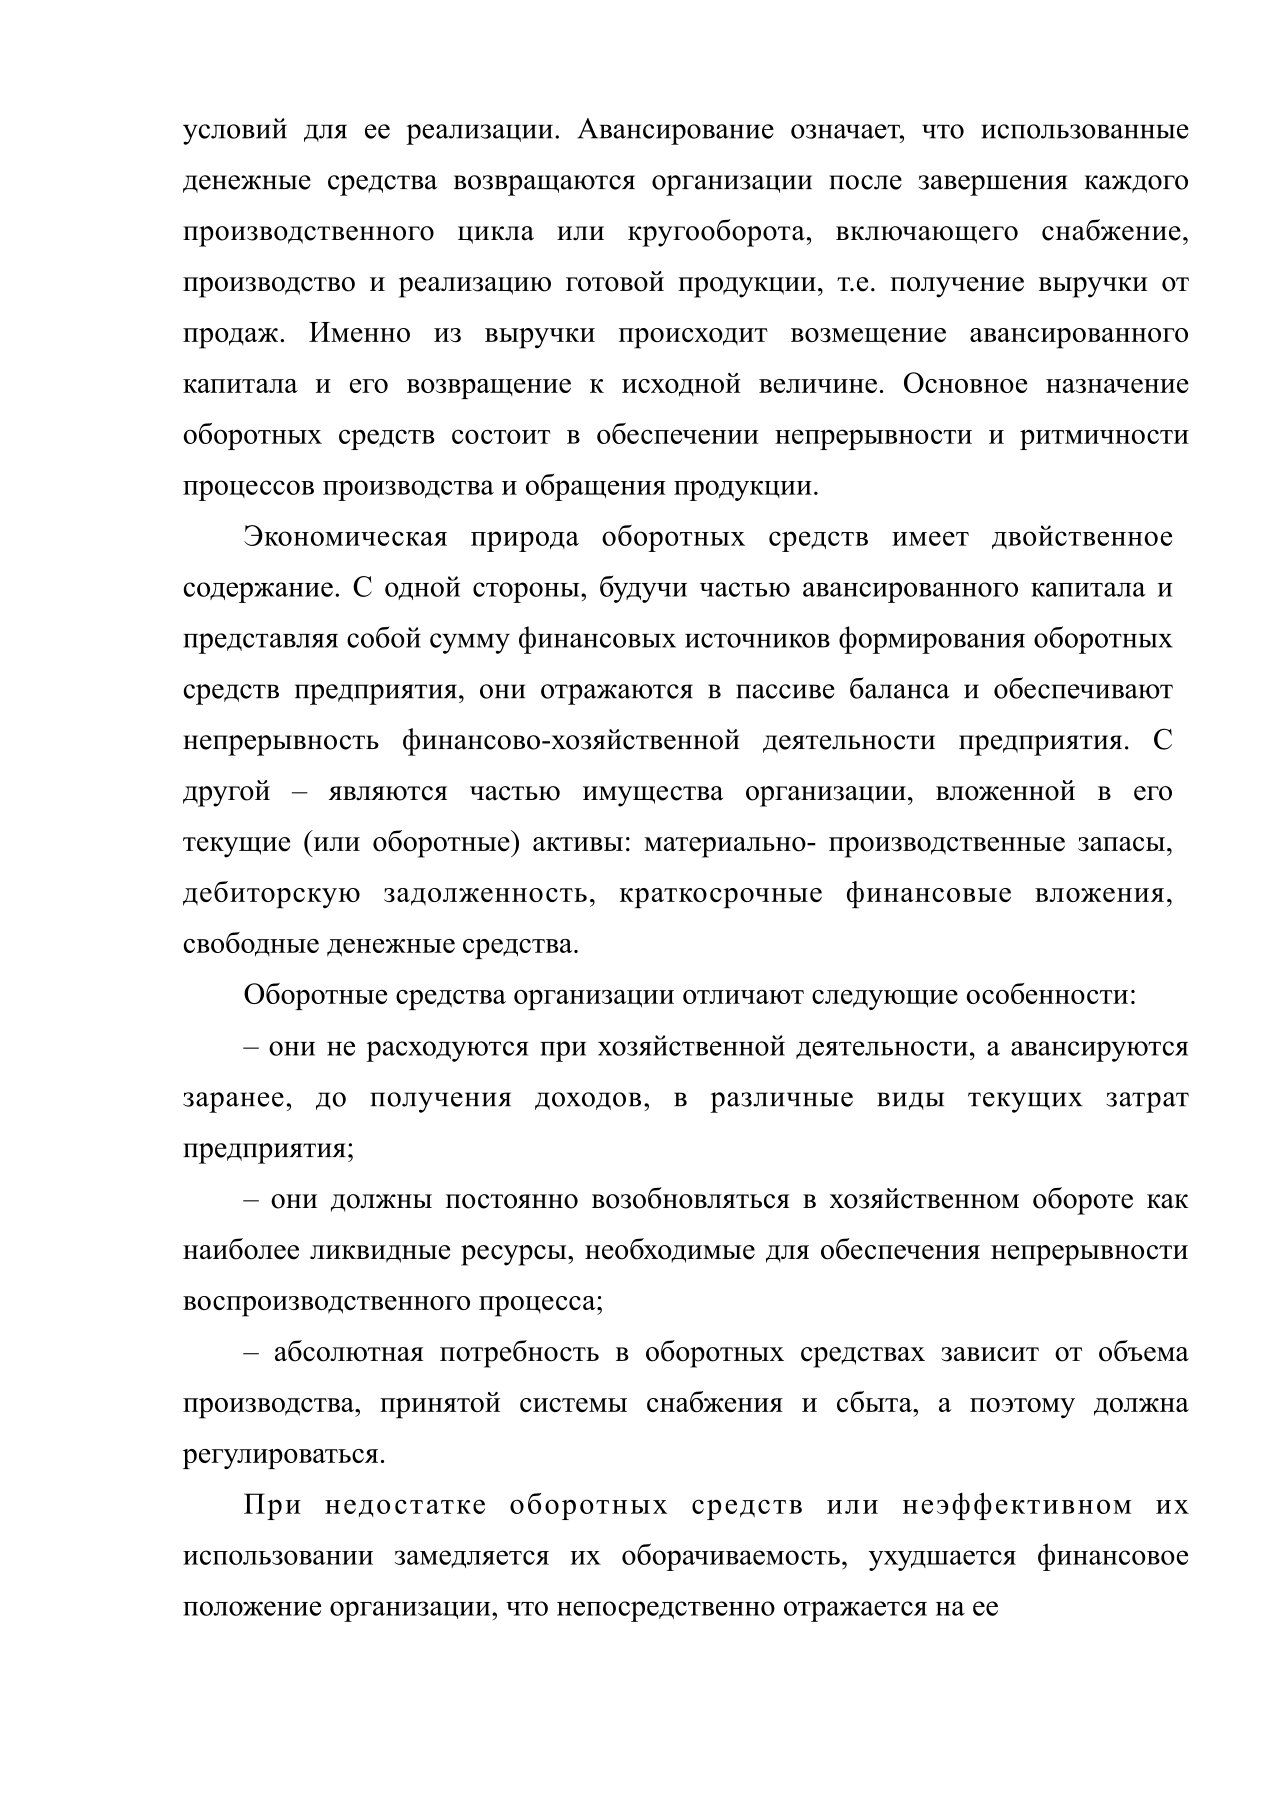 условий для ее реализации. Авансирование означает, что использованные
денежные средства возвращаются организации после завершения каждого
производственного цикла или кругооборота, включающего снабжение,
производство и реализацию готовой продукции, т.е. получение выручки от
продаж. Именно из выручки происходит возмещение авансированного
капитала и его возвращение к исходной величине. Основное назначение
оборотных средств состоит в обеспечении непрерывности и ритмичности
процессов производства и обращения продукции.
Экономическая природа оборотных средств имеет двойственное
содержание. С одной стороны, будучи частью авансированного капитала и
представляя собой сумму финансовых источников формирования оборотных
средств предприятия, они отражаются в пассиве баланса и обеспечивают
непрерывность финансово-хозяйственной деятельности предприятия. С
другой – являются частью имущества организации, вложенной в его
текущие (или оборотные) активы: материально- производственные запасы,
дебиторскую задолженность, краткосрочные финансовые вложения,
свободные денежные средства.
Оборотные средства организации отличают следующие особенности:
– они не расходуются при хозяйственной деятельности, а авансируются
заранее, до получения доходов, в различные виды текущих затрат
предприятия;
– они должны постоянно возобновляться в хозяйственном обороте как
наиболее ликвидные ресурсы, необходимые для обеспечения непрерывности
воспроизводственного процесса;
– абсолютная потребность в оборотных средствах зависит от объема
производства, принятой системы снабжения и сбыта, а поэтому должна
регулироваться.
При недостатке оборотных средств или неэффективном их
использовании замедляется их оборачиваемость, ухудшается финансовое
положение организации, что непосредственно отражается на ее